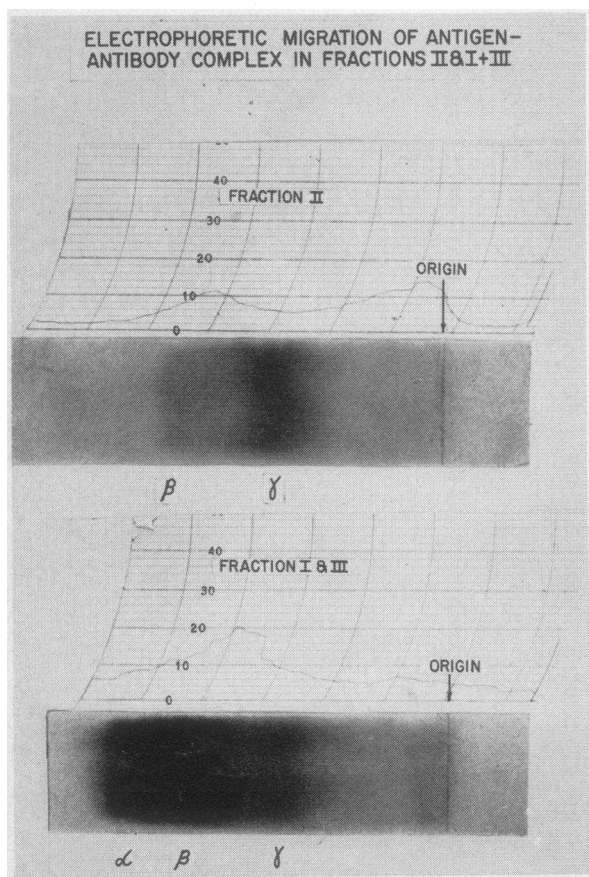 ELECTROPHORETIC MIGRATION OF ANTIGEN-
ANTIBODY COMPLEX IN FRACTIONS II & I + III
40
FRACTION II
30
20
ORIGIN
10
0
β γ
40
FRACTION I & III
30
20
ORIGIN
10
0
α β γ